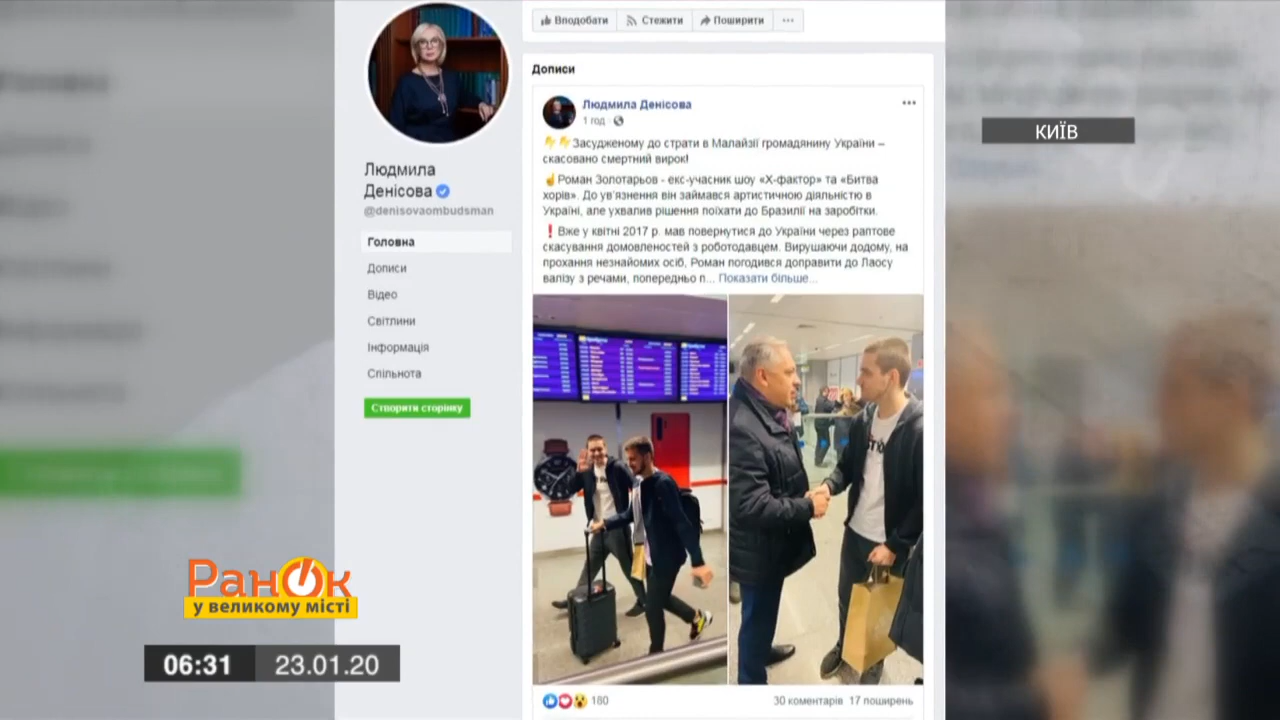 Вподобати
Стежити
Поширити
Дописи
Людмила Денісова
1 год
Засудженому до страти в Малайзії громадянину України –
скасовано смертний вирок!
Роман Золотарьов - екс-учасник шоу «Х-фактор» та «Битва
хорів». До ув'язнення він займався артистичною діяльністю в
Україні, але ухвалив рішення поїхати до Бразилії на заробітки.
Вже у квітні 2017 р. мав повернутися до України через раптове
скасування домовленостей з роботодавцем. Вирушаючи додому, на
прохання незнайомих осіб, Роман погодився доправити до Лаосу
валізу з речами, попередньо п... Показати більше...
180
30 коментарів 17 поширень
Людмила
Денісова
@denisovaombudsman
Головна
Дописи
Відео
Світлини
Інформація
Спільнота
Створити сторінку
КИЇВ
Ранок
у великому місті
06:31 23.01.20